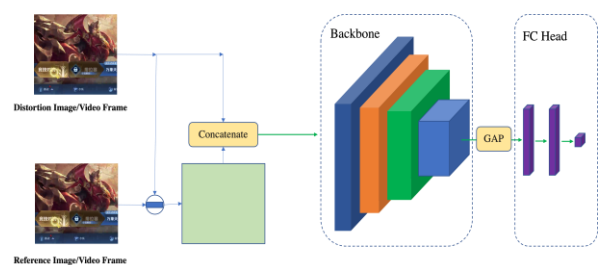 Distortion Image/Video Frame
Reference Image/Video Frame
Concatenate
Backbone
GAP
FC Head